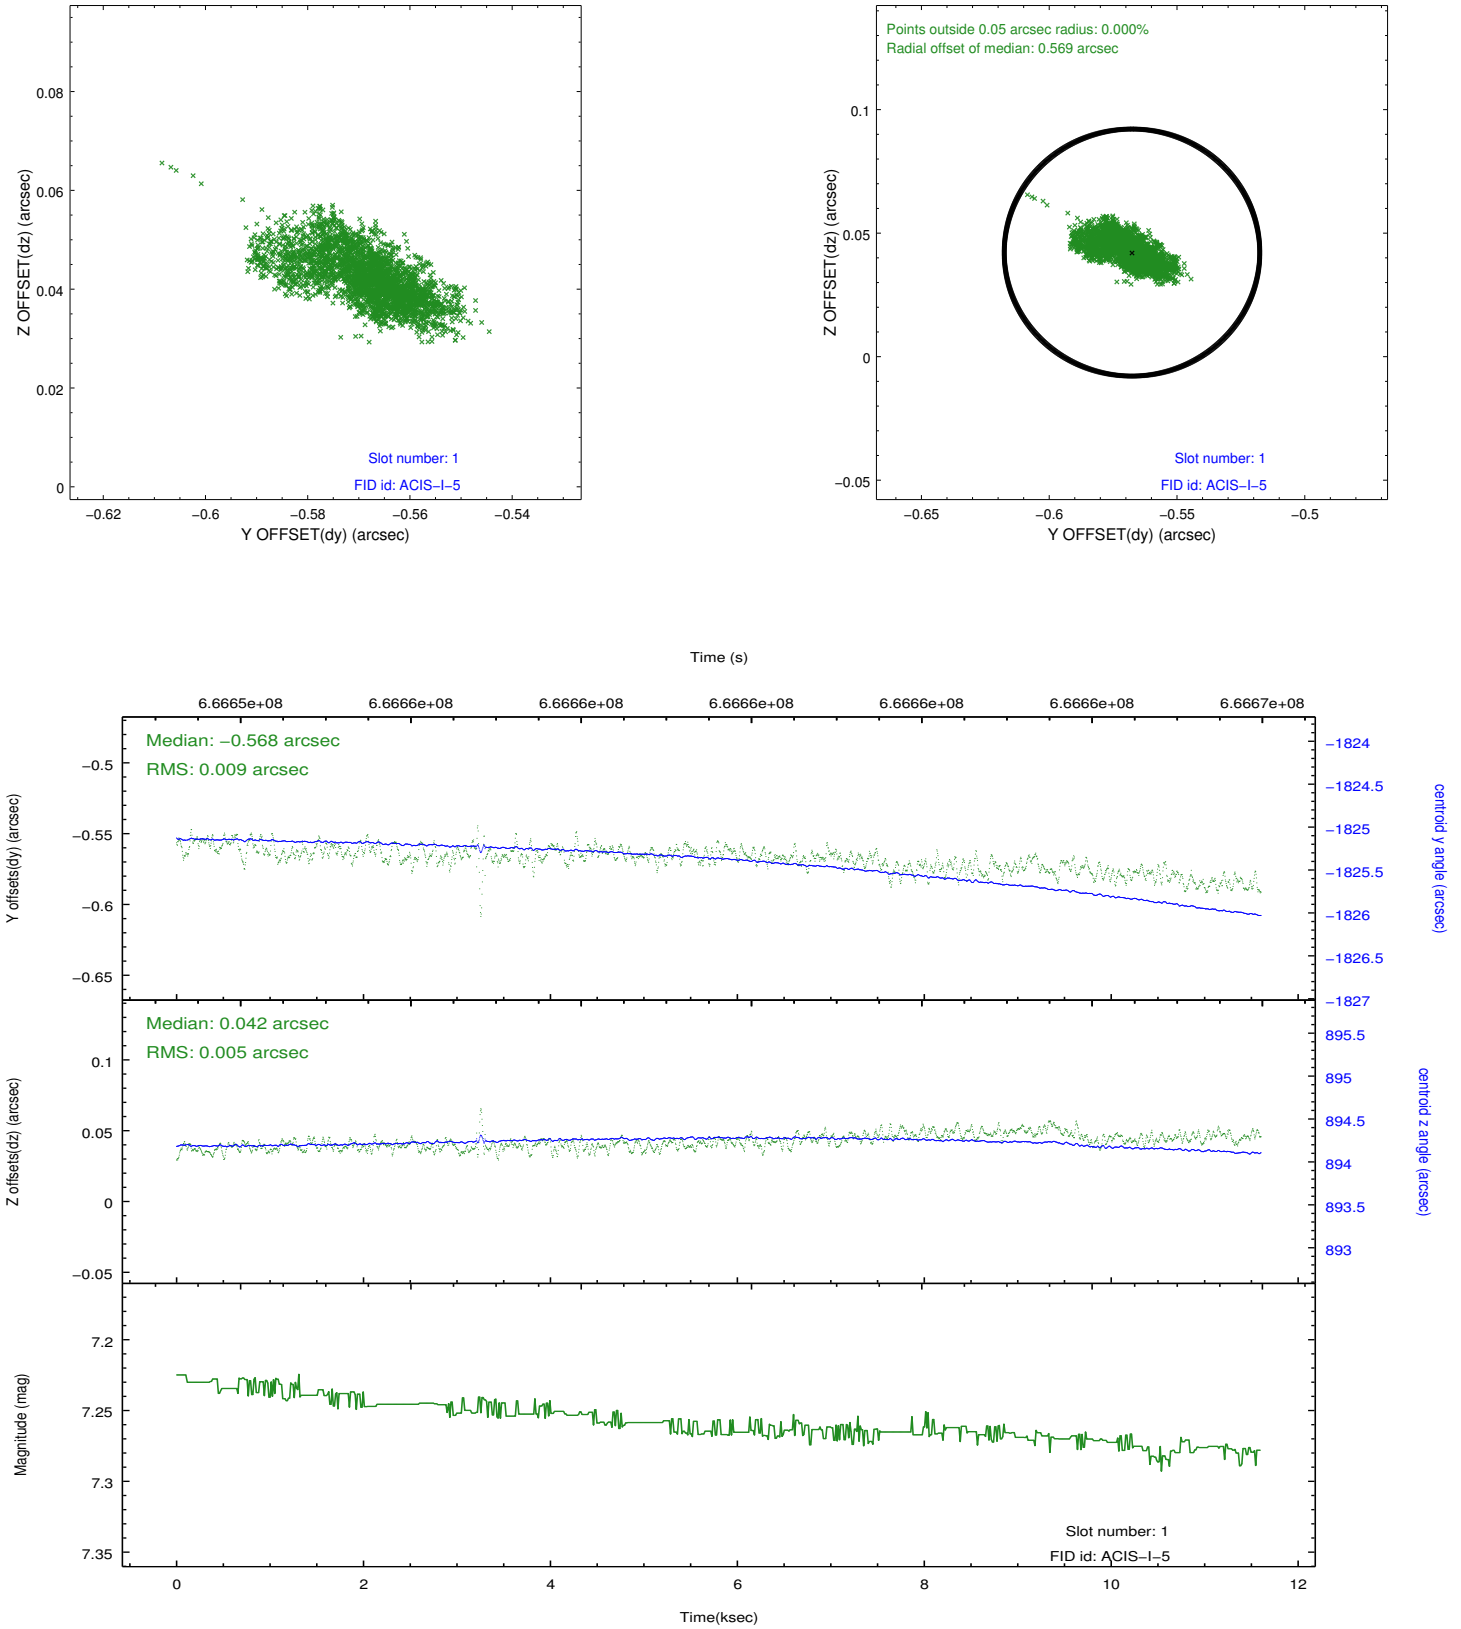 0.08
0.06
0.04
0.02
0
Z OFFSET(dz) (arcsec)
Slot number: 1
FID id: ACIS−I−5
−0.62 −0.6 −0.58 −0.56 −0.54
Y OFFSET(dy) (arcsec)
Points outside 0.05 arcsec radius: 0.000%
Radial offset of median: 0.569 arcsec
0.1
0.05
0
−0.05
Z OFFSET(dz) (arcsec)
Slot number: 1
FID id: ACIS−I−5
−0.65 −0.6 −0.55 −0.5
Y OFFSET(dy) (arcsec)
Time (s)
6.6665e+08 6.6666e+08 6.6666e+08 6.6666e+08 6.6666e+08 6.6666e+08 6.6667e+08
Median: −0.568 arcsec
RMS: 0.009 arcsec
−0.5
−0.55
−0.6
−0.65
Y offsets(dy) (arcsec)
−1824
−1824.5
−1825
−1825.5
−1826
−1826.5
−1827
centroid y angle (arcsec)
Median: 0.042 arcsec
RMS: 0.005 arcsec
0.1
0.05
0
−0.05
Z offsets(dz) (arcsec)
895.5
895
894.5
894
893.5
893
centroid z angle (arcsec)
7.2
7.25
7.3
7.35
Magnitude (mag)
Slot number: 1
FID id: ACIS−I−5
0 2 4 6 8 10 12
Time(ksec)